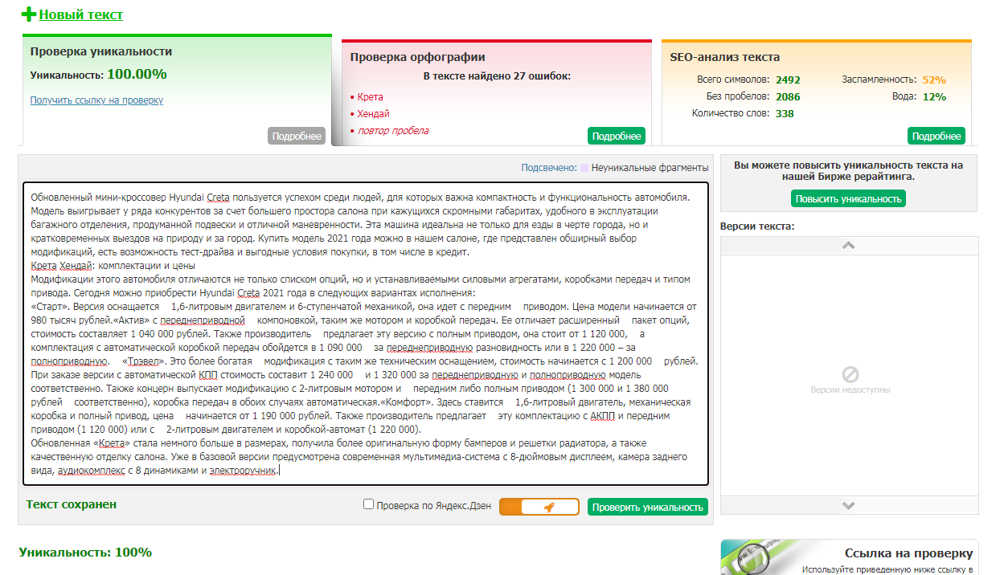 Новый текст
Проверка уникальности
Уникальность: 100.00%
Получить ссылку на проверку
Подробнее
Проверка орфографии
В тексте найдено 27 ошибок:
• Крета
• Хендай
• повтор пробела
Подробнее
SEO-анализ текста
Всего символов: 2492
Без пробелов: 2086
Количество слов: 338
Заспамленность: 52%
Вода: 12%
Подробнее
Подсвечено: Неуникальные фрагменты
Обновленный мини-кроссовер Hyundai Creta пользуется успехом среди людей, для которых важна компактность и функциональность автомобиля.
Модель выигрывает у ряда конкурентов за счет большего простора салона при кажущихся скромными габаритах, удобного в эксплуатации
багажного отделения, продуманной подвески и отличной маневренности. Эта машина идеальна не только для езды в черте города, но и
кратковременных выездов на природу и за город. Купить модель 2021 года можно в нашем салоне, где представлен обширный выбор
модификаций, есть возможность тест-драйва и выгодные условия покупки, в том числе в кредит.
Крета Хендай: комплектации и цены
Модификации этого автомобиля отличаются не только списком опций, но и устанавливаемыми силовыми агрегатами, коробками передач и типом
привода. Сегодня можно приобрести Hyundai Creta 2021 года в следующих вариантах исполнения:
«Старт». Версия оснащается 1,6-литровым двигателем и 6-ступенчатой механикой, она идет с передним приводом. Цена модели начинается от
980 тысяч рублей.«Актив» с переднеприводной компоновкой, таким же мотором и коробкой передач. Ее отличает расширенный пакет опций,
стоимость составляет 1 040 000 рублей. Также производитель предлагает эту версию с полным приводом, она стоит от 1 120 000, а
комплектация с автоматической коробкой передач обойдется в 1 090 000 за переднеприводную разновидность или в 1 220 000 – за
полноприводную. «Трэвел». Это более богатая модификация с таким же техническим оснащением, стоимость начинается с 1 200 000 рублей.
При заказе версии с автоматической КПП стоимость составит 1 240 000 и 1 320 000 за переднеприводную и полноприводную модель
соответственно. Также концерн выпускает модификацию с 2-литровым мотором и передним либо полным приводом (1 300 000 и 1 380 000
рублей соответственно), коробка передач в обоих случаях автоматическая.«Комфорт». Здесь ставится 1,6-литровый двигатель, механическая
коробка и полный привод, цена начинается от 1 190 000 рублей. Также производитель предлагает эту комплектацию с АКПП и передним
приводом (1 120 000) или с 2-литровым двигателем и коробкой-автомат (1 220 000).
Обновленная «Крета» стала немного больше в размерах, получила более оригинальную форму бамперов и решетки радиатора, а также
качественную отделку салона. Уже в базовой версии предусмотрена современная мультимедиа-система с 8-дюймовым дисплеем, камера заднего
вида, аудиокомплекс с 8 динамиками и электроручник.
Текст сохранен
Проверка по Яндекс.Дзен
Проверить уникальность
Вы можете повысить уникальность текста на
нашей Бирже рерайтинга.
Повысить уникальность
Версии текста:
Версии недоступны
Уникальность: 100%
Ссылка на проверку
Используйте приведенную ниже ссылку в